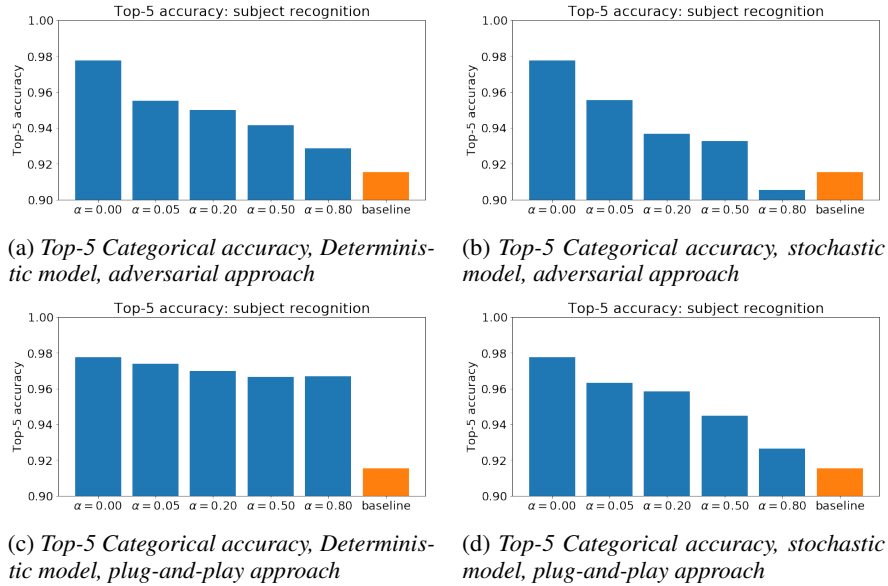 Top-5 accuracy: subject recognition
1.00
0.98
0.96
0.94
0.92
0.90
Top-5 accuracy
α = 0.00 α = 0.05 α = 0.20 α = 0.50 α = 0.80 baseline
(a) Top-5 Categorical accuracy, Determinis-
tic model, adversarial approach
Top-5 accuracy: subject recognition
1.00
0.98
0.96
0.94
0.92
0.90
Top-5 accuracy
α = 0.00 α = 0.05 α = 0.20 α = 0.50 α = 0.80 baseline
(b) Top-5 Categorical accuracy, stochastic
model, adversarial approach
Top-5 accuracy: subject recognition
1.00
0.98
0.96
0.94
0.92
0.90
Top-5 accuracy
α = 0.00 α = 0.05 α = 0.20 α = 0.50 α = 0.80 baseline
(c) Top-5 Categorical accuracy, Determinis-
tic model, plug-and-play approach
Top-5 accuracy: subject recognition
1.00
0.98
0.96
0.94
0.92
0.90
Top-5 accuracy
α = 0.00 α = 0.05 α = 0.20 α = 0.50 α = 0.80 baseline
(d) Top-5 Categorical accuracy, stochastic
model, plug-and-play approach